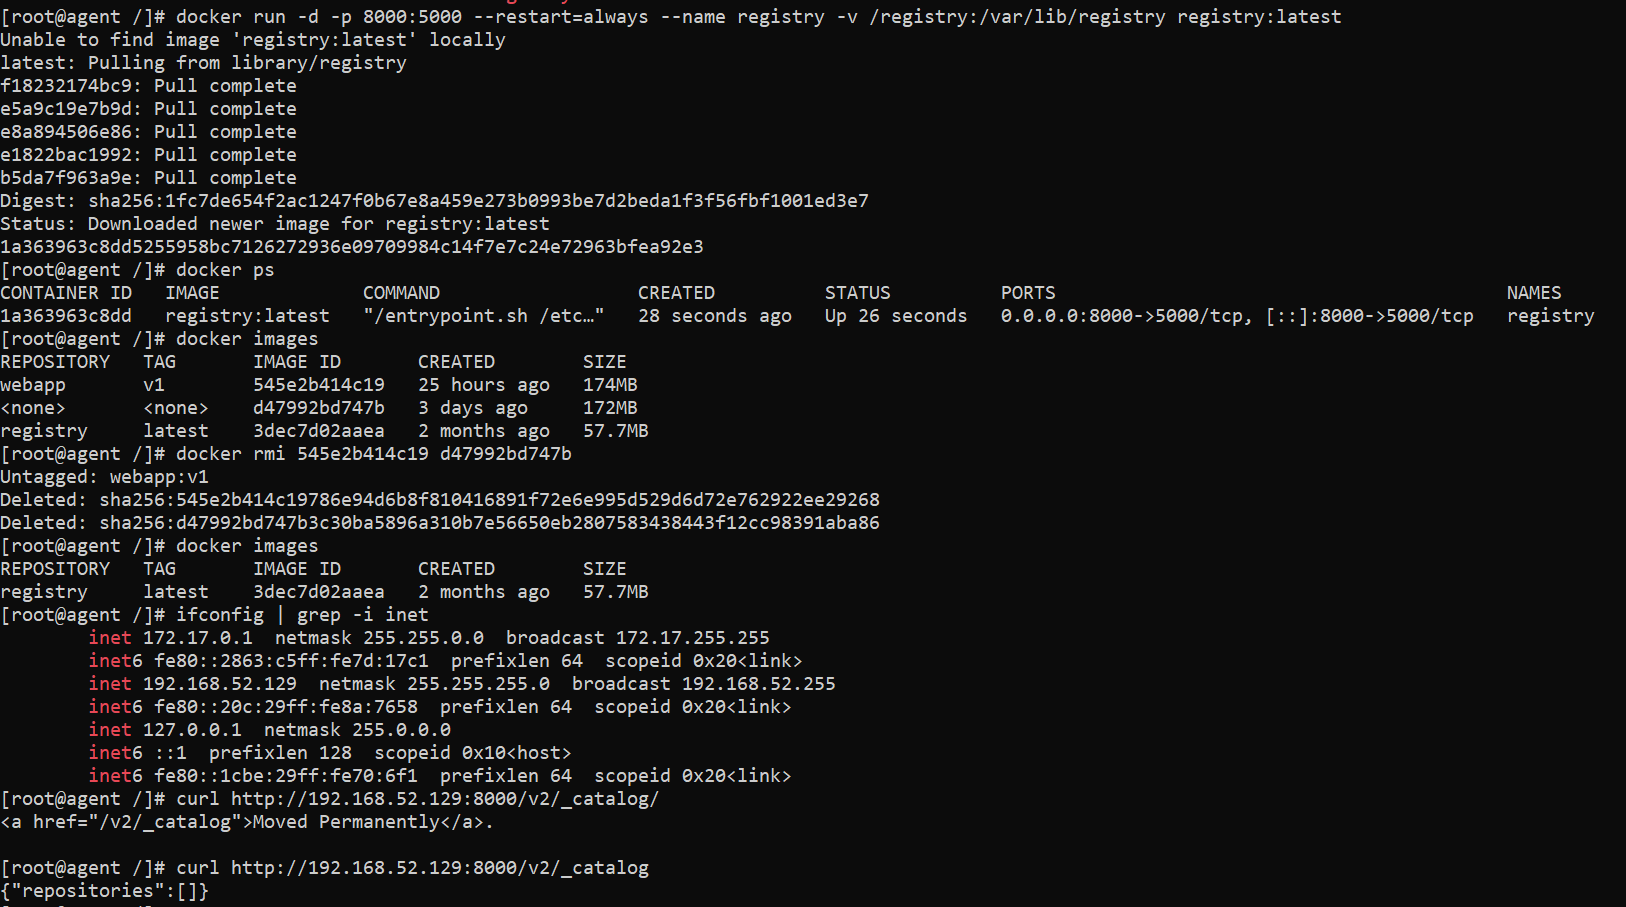 [root@agent /]# docker run -d -p 8000:5000 --restart=always --name registry -v /registry:/var/lib/registry registry:latest
Unable to find image 'registry:latest' locally
latest: Pulling from library/registry
f18232174bc9: Pull complete
e5a9c19e7b9d: Pull complete
e8a894506e86: Pull complete
e1822bac1992: Pull complete
b5da7f963a9e: Pull complete
Digest: sha256:1fc7de654f2ac1247f0b67e8a459e273b0993be7d2beda1f3f56fbf1001ed3e7
Status: Downloaded newer image for registry:latest
1a363963c8dd5255958bc7126272936e09709984c14f7e7c24e72963bfea92e3
[root@agent /]# docker ps
CONTAINER ID   IMAGE             COMMAND                  CREATED          STATUS          PORTS                                         NAMES
1a363963c8dd   registry:latest   "/entrypoint.sh /etc…"   28 seconds ago   Up 26 seconds   0.0.0.0:8000->5000/tcp, [::]:8000->5000/tcp   registry
[root@agent /]# docker images
REPOSITORY   TAG       IMAGE ID       CREATED        SIZE
webapp       v1        545e2b414c19   25 hours ago   174MB
<none>       <none>    d47992bd747b   3 days ago     172MB
registry     latest    3dec7d02aaea   2 months ago   57.7MB
[root@agent /]# docker rmi 545e2b414c19 d47992bd747b
Untagged: webapp:v1
Deleted: sha256:545e2b414c19786e94d6b8f810416891f72e6e995d529d6d72e762922ee29268
Deleted: sha256:d47992bd747b3c30ba5896a310b7e56650eb2807583438443f12cc98391aba86
[root@agent /]# docker images
REPOSITORY   TAG       IMAGE ID       CREATED        SIZE
registry     latest    3dec7d02aaea   2 months ago   57.7MB
[root@agent /]# ifconfig | grep -i inet
        inet 172.17.0.1  netmask 255.255.0.0  broadcast 172.17.255.255
        inet6 fe80::2863:c5ff:fe7d:17c1  prefixlen 64  scopeid 0x20<link>
        inet 192.168.52.129  netmask 255.255.255.0  broadcast 192.168.52.255
        inet6 fe80::20c:29ff:fe8a:7658  prefixlen 64  scopeid 0x20<link>
        inet 127.0.0.1  netmask 255.0.0.0
        inet6 ::1  prefixlen 128  scopeid 0x10<host>
        inet6 fe80::1cbe:29ff:fe70:6f1  prefixlen 64  scopeid 0x20<link>
[root@agent /]# curl http://192.168.52.129:8000/v2/_catalog/
<a href="/v2/_catalog">Moved Permanently</a>.

[root@agent /]# curl http://192.168.52.129:8000/v2/_catalog
{"repositories":[]}